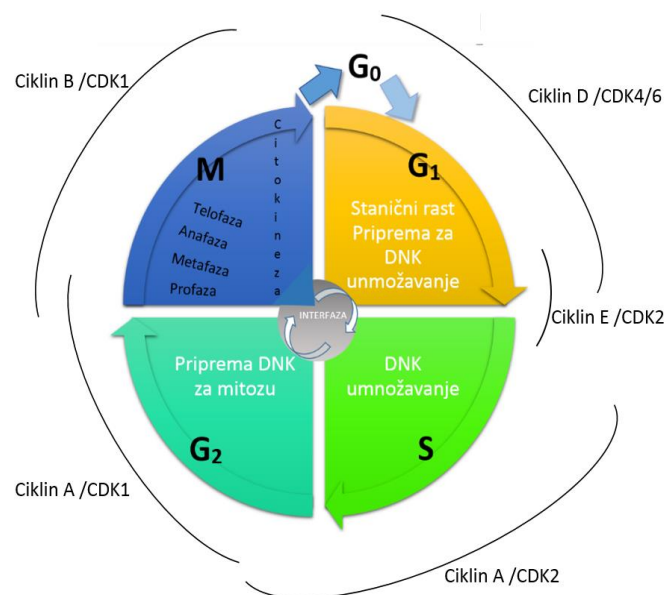 G0
Ciklin B /CDK1
Ciklin D /CDK4/6
M
Citokineza
G1
Telofaza
Anafaza
Metafaza
Profaza
Stanični rast
Priprema za
DNK
unmožavanje
INTERFAZA
Ciklin E /CDK2
Priprema DNK
za mitozu
DNK
umnožavanje
G2
S
Ciklin A /CDK1
Ciklin A /CDK2